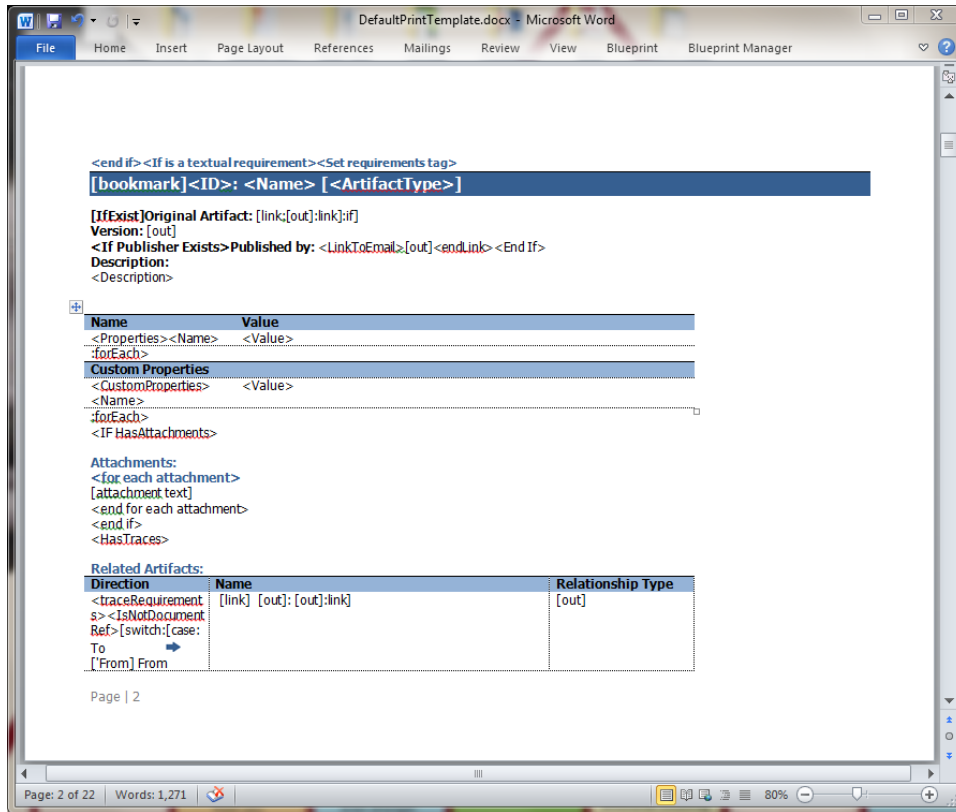 DefaultPrintTemplate.docx - Microsoft Word
File Home Insert Page Layout References Mailings Review View Blueprint Blueprint Manager
<end if><If is a textual requirement><Set requirements tag>
[bookmark]<ID>: <Name> [<ArtifactType>]
[IfExist]Original Artifact: [link;[out]:link]:if]
Version: [out]
<If Publisher Exists>Published by: <LinkToEmail>[out]<endLink><End If>
Description:
<Description>
Name Value
<Properties><Name> <Value>
:forEach>
Custom Properties
<CustomProperties> <Value>
<Name>
:forEach>
<IF HasAttachments>
Attachments:
<for each attachment>
[attachment text]
<end for each attachment>
<end if>
<HasTraces>
Related Artifacts:
Direction Name Relationship Type
<traceRequirement [link] [out]: [out]:link] [out]
s><IsNotDocument
Ref>[switch:[case:
To
['From] From
Page | 2
Page: 2 of 22 Words: 1,271 80%